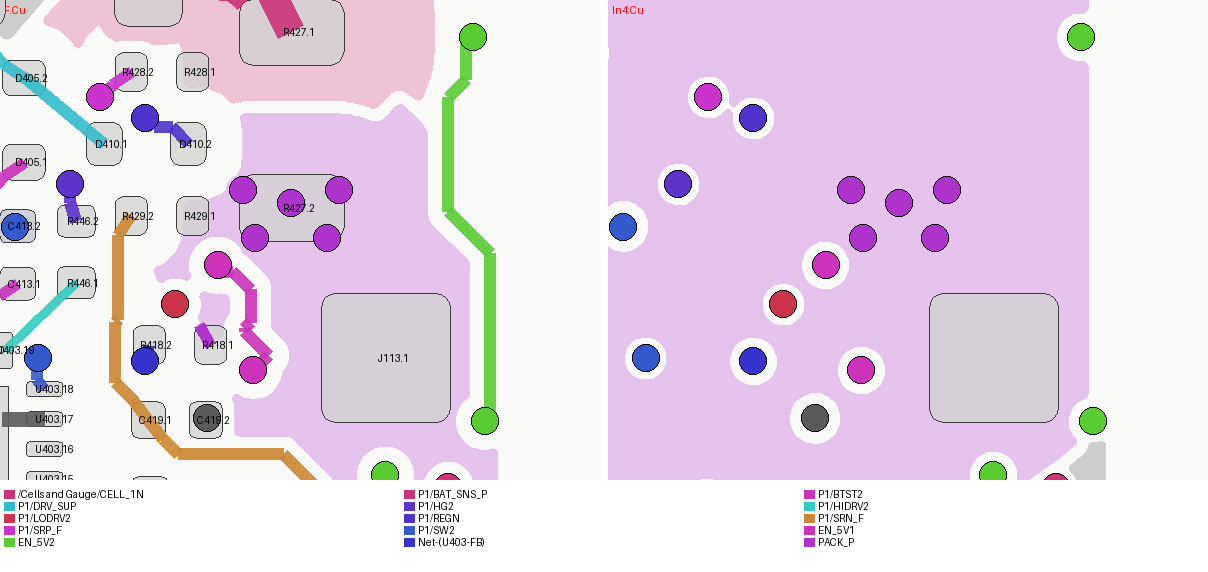 F.Cu
In4.Cu
R427.1
D405.2
R428.2
R428.1
D410.1
D410.2
D405.1
C418.2
R446.2
R429.2
R429.1
R427.2
C413.1
R446.1
R418.2
R418.1
J113.1
U403.19
U403.18
U403.17
C419.1
C419.2
U403.16
U403.15
/Cells and Gauge/CELL_1N
P1/BAT_SNS_P
P1/BTST2
P1/DRV_SUP
P1/HG2
P1/HIDRV2
P1/LODRV2
P1/REGN
P1/SRN_F
P1/SRP_F
P1/SW2
EN_5V1
EN_5V2
Net-(U403-FB)
PACK_P